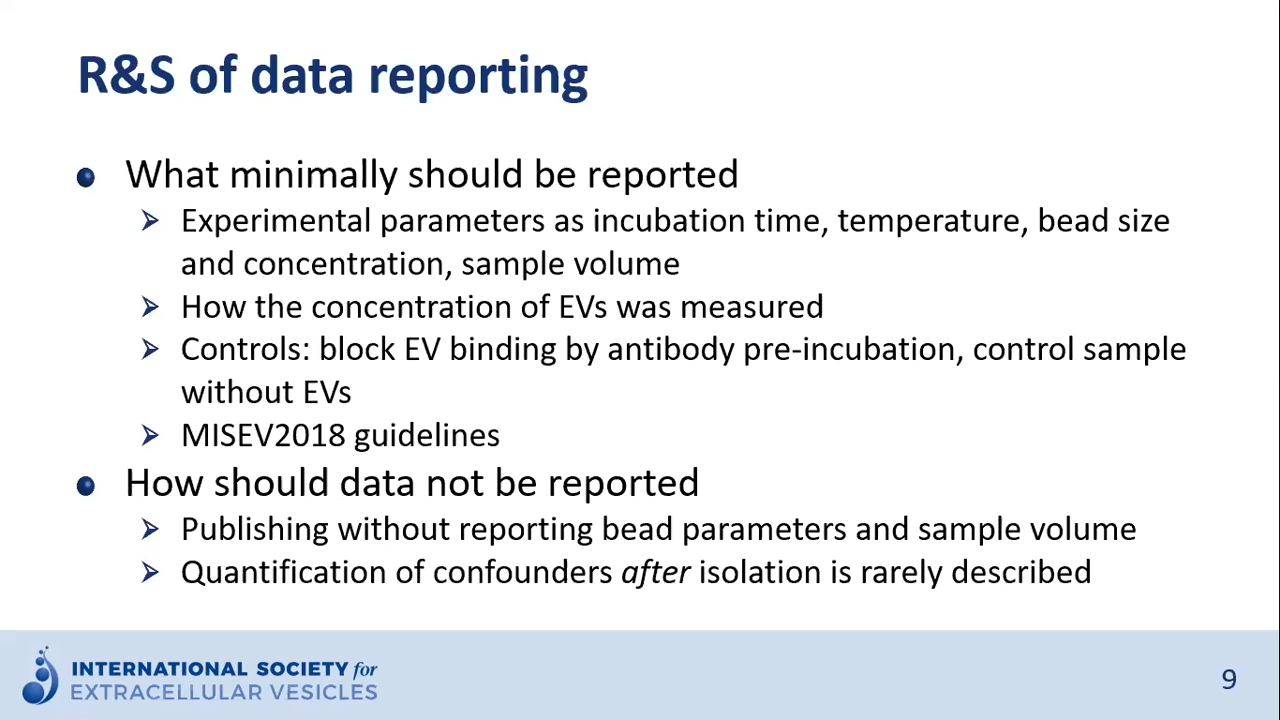 R&S of data reporting
What minimally should be reported
Experimental parameters as incubation time, temperature, bead size
and concentration, sample volume
How the concentration of EVs was measured
Controls: block EV binding by antibody pre-incubation, control sample
without EVs
MISEV2018 guidelines
How should data not be reported
Publishing without reporting bead parameters and sample volume
Quantification of confounders after isolation is rarely described
INTERNATIONAL SOCIETY for
EXTRACELLULAR VESICLES
9